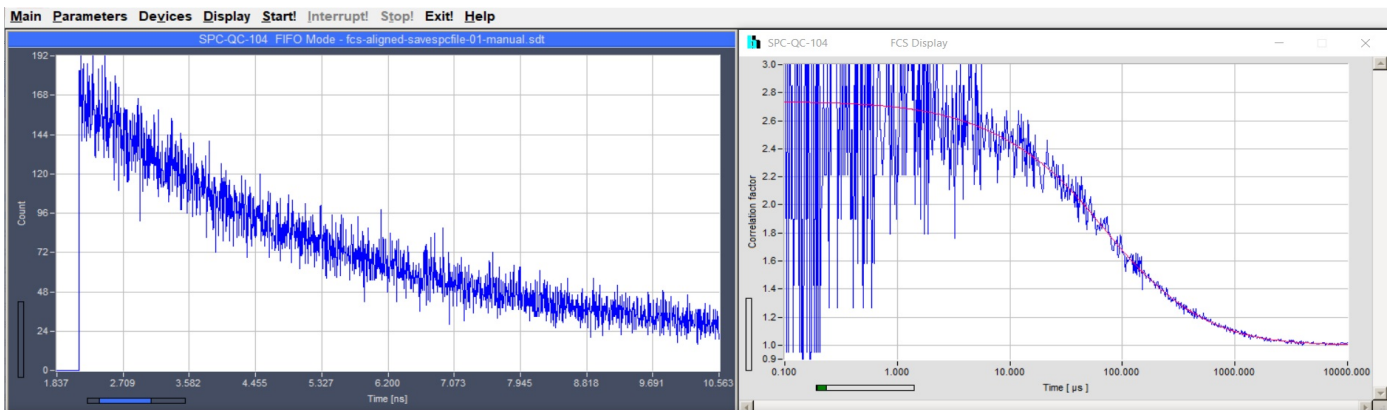 Main Parameters Devices Display Start! Interrupt! Stop! Exit! Help
SPC-QC-104 FIFO Mode - fcs-aligned-savespcfile-01-manual.sdt
192
168
144
120
96
72
48
24
0
Count
1.837 2.709 3.582 4.455 5.327 6.200 7.073 7.945 8.818 9.691 10.563
Time [ns]
SPC-QC-104 FCS Display
3.0
2.8
2.6
2.4
2.2
2.0
1.8
1.6
1.4
1.2
1.0
0.9
Correlation factor
0.100 1.000 10.000 100.000 1000.000 10000.000
Time [ µs ]